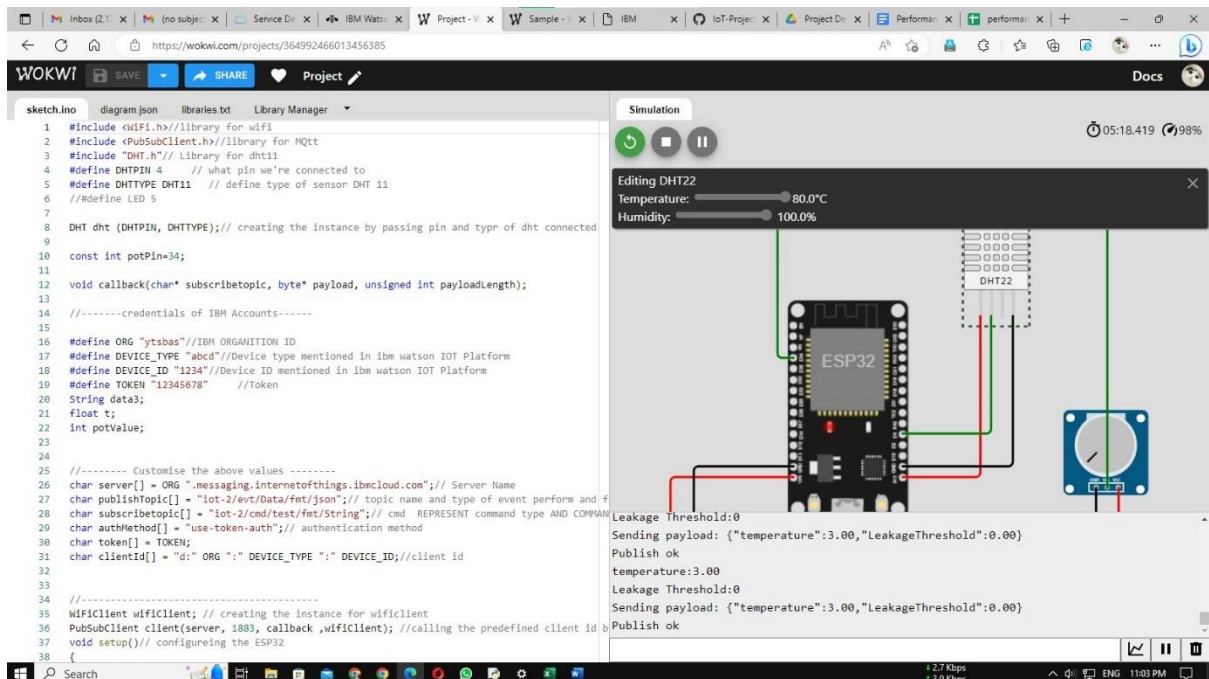 Inbox (2,1
(no subjec
Service De
IBM Watso
Project - W
Sample - V
IBM
IoT-Projec
Project De
Performan
performan
https://wokwi.com/projects/364992466013456385
WOKWI
SAVE
SHARE
Project
Docs
sketch.ino diagram.json libraries.txt Library Manager
1 #include <WiFi.h>//library for wifi
2 #include <PubSubClient.h>//library for MQtt
3 #include "DHT.h"// Library for dht11
4 #define DHTPIN 4 // what pin we're connected to
5 #define DHTTYPE DHT11 // define type of sensor DHT 11
6 //#define LED 5
7
8 DHT dht (DHTPIN, DHTTYPE);// creating the instance by passing pin and typr of dht connected
9
10 const int potPin=34;
11
12 void callback(char* subscribetopic, byte* payload, unsigned int payloadLength);
13
14 //-------credentials of IBM Accounts------
15
16 #define ORG "ytsbas"//IBM ORGANITION ID
17 #define DEVICE_TYPE "abcd"//Device type mentioned in ibm watson IOT Platform
18 #define DEVICE_ID "1234"//Device ID mentioned in ibm watson IOT Platform
19 #define TOKEN "12345678" //Token
20 String data3;
21 float t;
22 int potValue;
23
24
25 //-------- Customise the above values --------
26 char server[] = ORG ".messaging.internetofthings.ibmcloud.com";// Server Name
27 char publishTopic[] = "iot-2/evt/Data/fmt/json";// topic name and type of event perform and f
28 char subscribetopic[] = "iot-2/cmd/test/fmt/String";// cmd REPRESENT command type AND COMMAN
29 char authMethod[] = "use-token-auth";// authentication method
30 char token[] = TOKEN;
31 char clientId[] = "d:" ORG ":" DEVICE_TYPE ":" DEVICE_ID;//client id
32
33
34 //-----------------------------------------
35 WiFiClient wifiClient; // creating the instance for wificlient
36 PubSubClient client(server, 1883, callback ,wifiClient); //calling the predefined client id b
37 void setup()// configureing the ESP32
38 {
Simulation
05:18.419 98%
Editing DHT22
Temperature: 80.0°C
Humidity: 100.0%
DHT22
ESP32
Leakage Threshold:0
Sending payload: {"temperature":3.00,"LeakageThreshold":0.00}
Publish ok
temperature:3.00
Leakage Threshold:0
Sending payload: {"temperature":3.00,"LeakageThreshold":0.00}
Publish ok
Search
2.7 Kbps
3.9 Kbps
ENG 11:03 PM